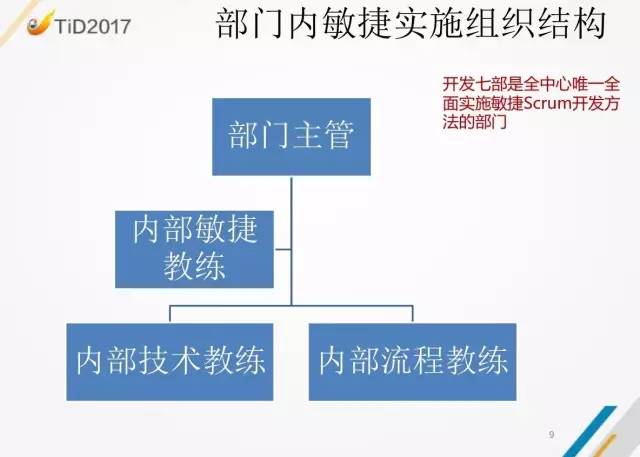 TiD2017
部门内敏捷实施组织结构
开发七部是全中心唯一全
面实施敏捷Scrum开发方
法的部门
部门主管
内部敏捷
教练
内部技术教练
内部流程教练
9